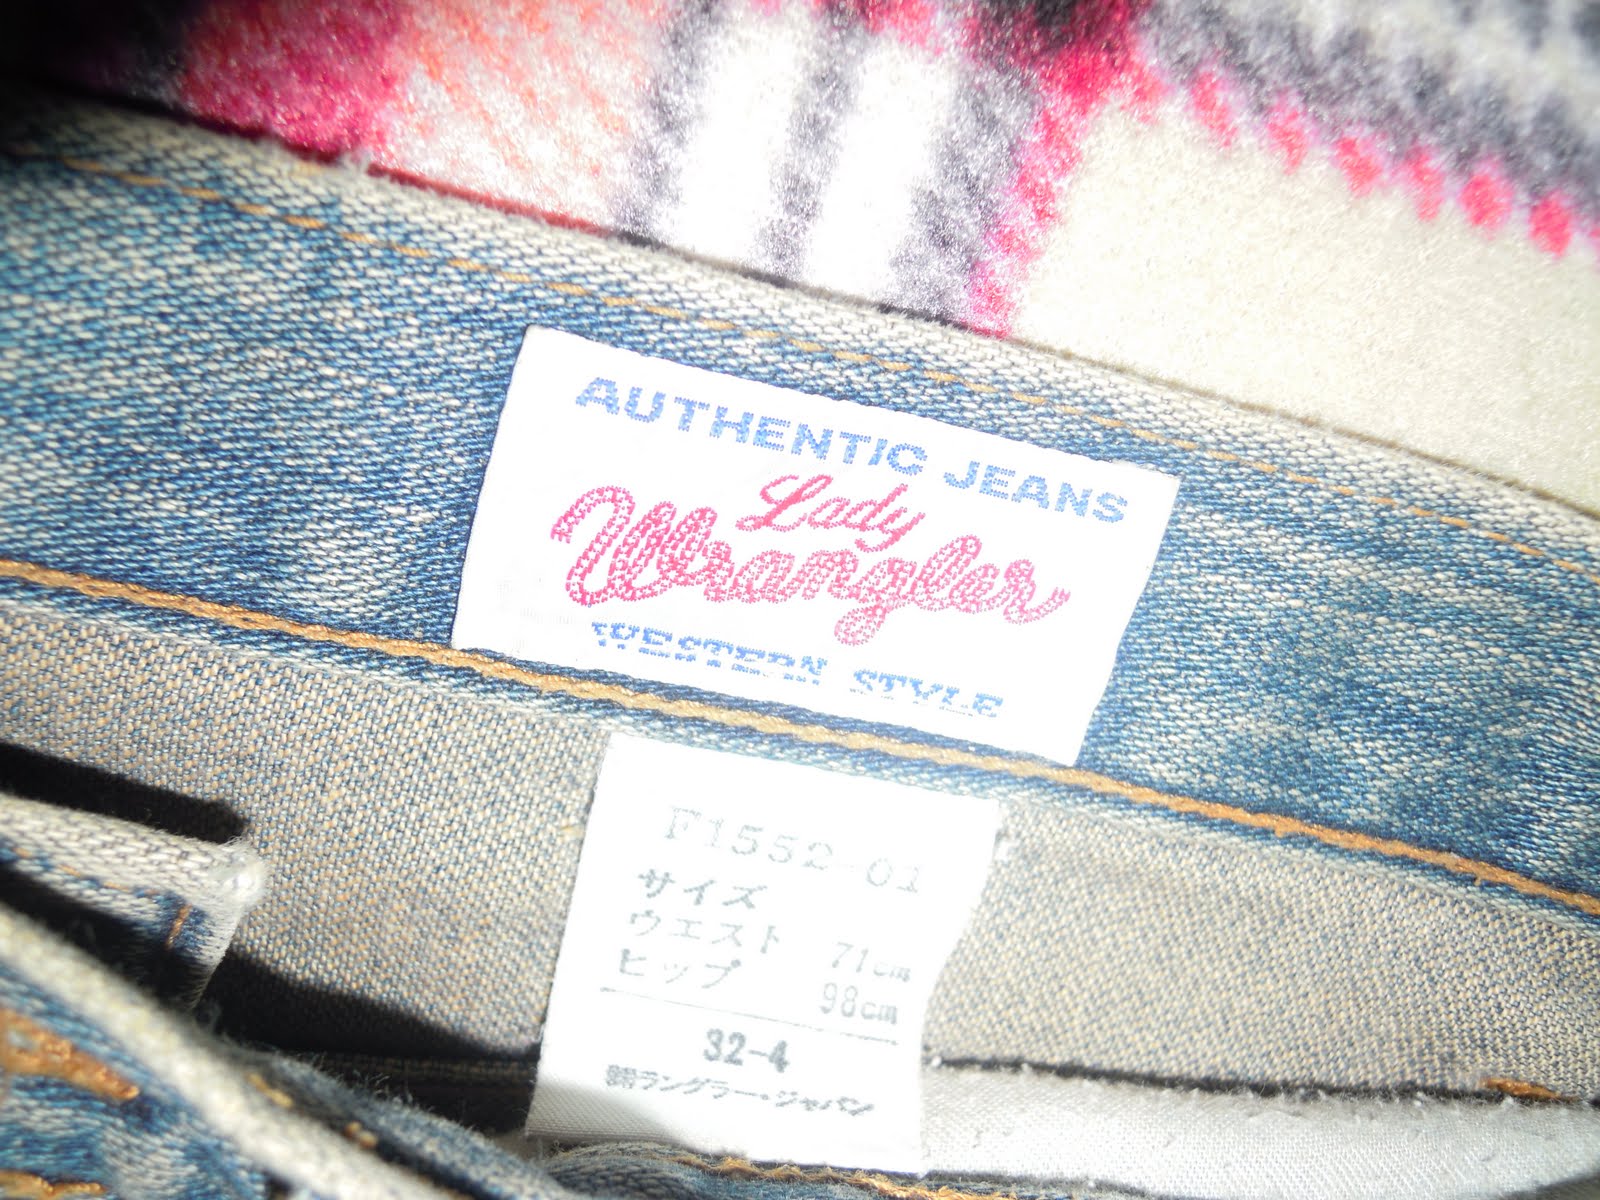 AUTHENTIC JEANS
Lady
Wrangler
WESTERN STYLE
F1552-01
サイズ
ウエスト 71cm
ヒップ 98cm
32-4
ラングラー・ジャパン